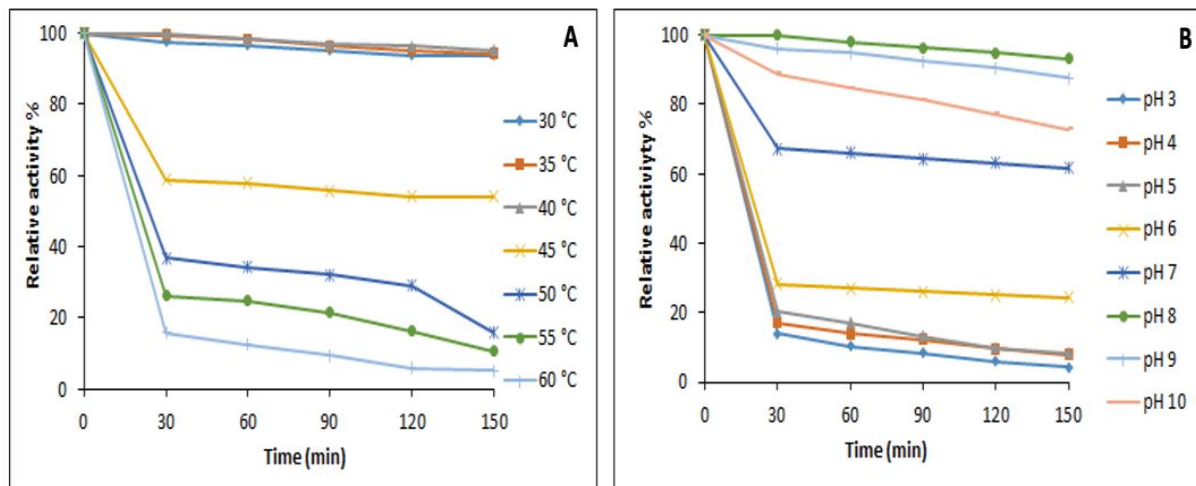 A
Relative activity %
100
80
60
40
20
0
0 30 60 90 120 150
Time (min)
30 °C
35 °C
40 °C
45 °C
50 °C
55 °C
60 °C
B
Relative activiyty %
100
80
60
40
20
0
0 30 60 90 120 150
Time (min)
pH 3
pH 4
pH 5
pH 6
pH 7
pH 8
pH 9
pH 10